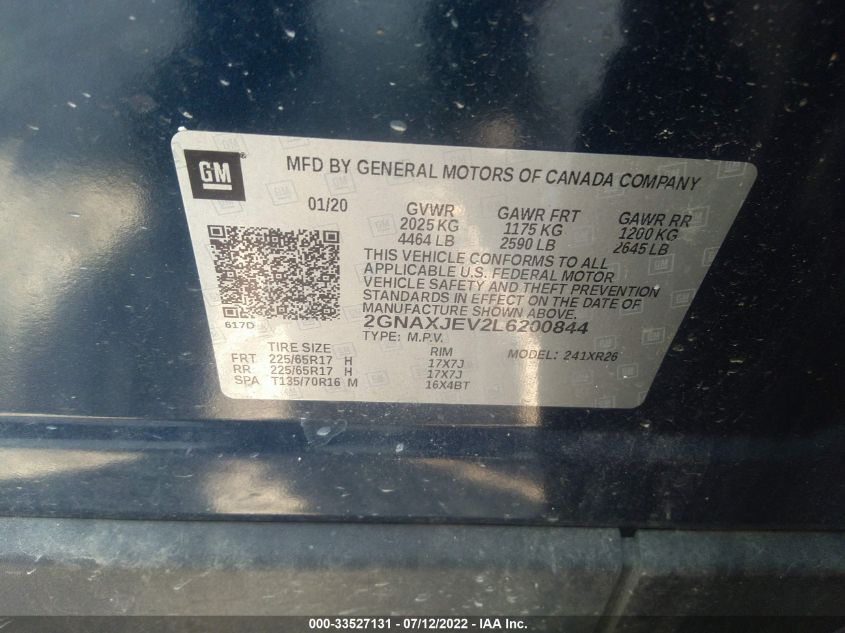 GM
MFD BY GENERAL MOTORS OF CANADA COMPANY
01/20
GVWR GAWR FRT GAWR RR
2025 KG 1175 KG 1200 KG
4464 LB 2590 LB 2645 LB
THIS VEHICLE CONFORMS TO ALL
APPLICABLE U.S. FEDERAL MOTOR
VEHICLE SAFETY AND THEFT PREVENTION
STANDARDS IN EFFECT ON THE DATE OF
MANUFACTURE SHOWN ABOVE.
617D
2GNAXJEV2L6200844
TYPE: M.P.V.
TIRE SIZE RIM MODEL: 241XR26
FRT 225/65R17 H 17X7J
RR 225/65R17 H 17X7J
SPA T135/70R16 M 16X4BT
000-33527131 - 07/12/2022 - IAA Inc.